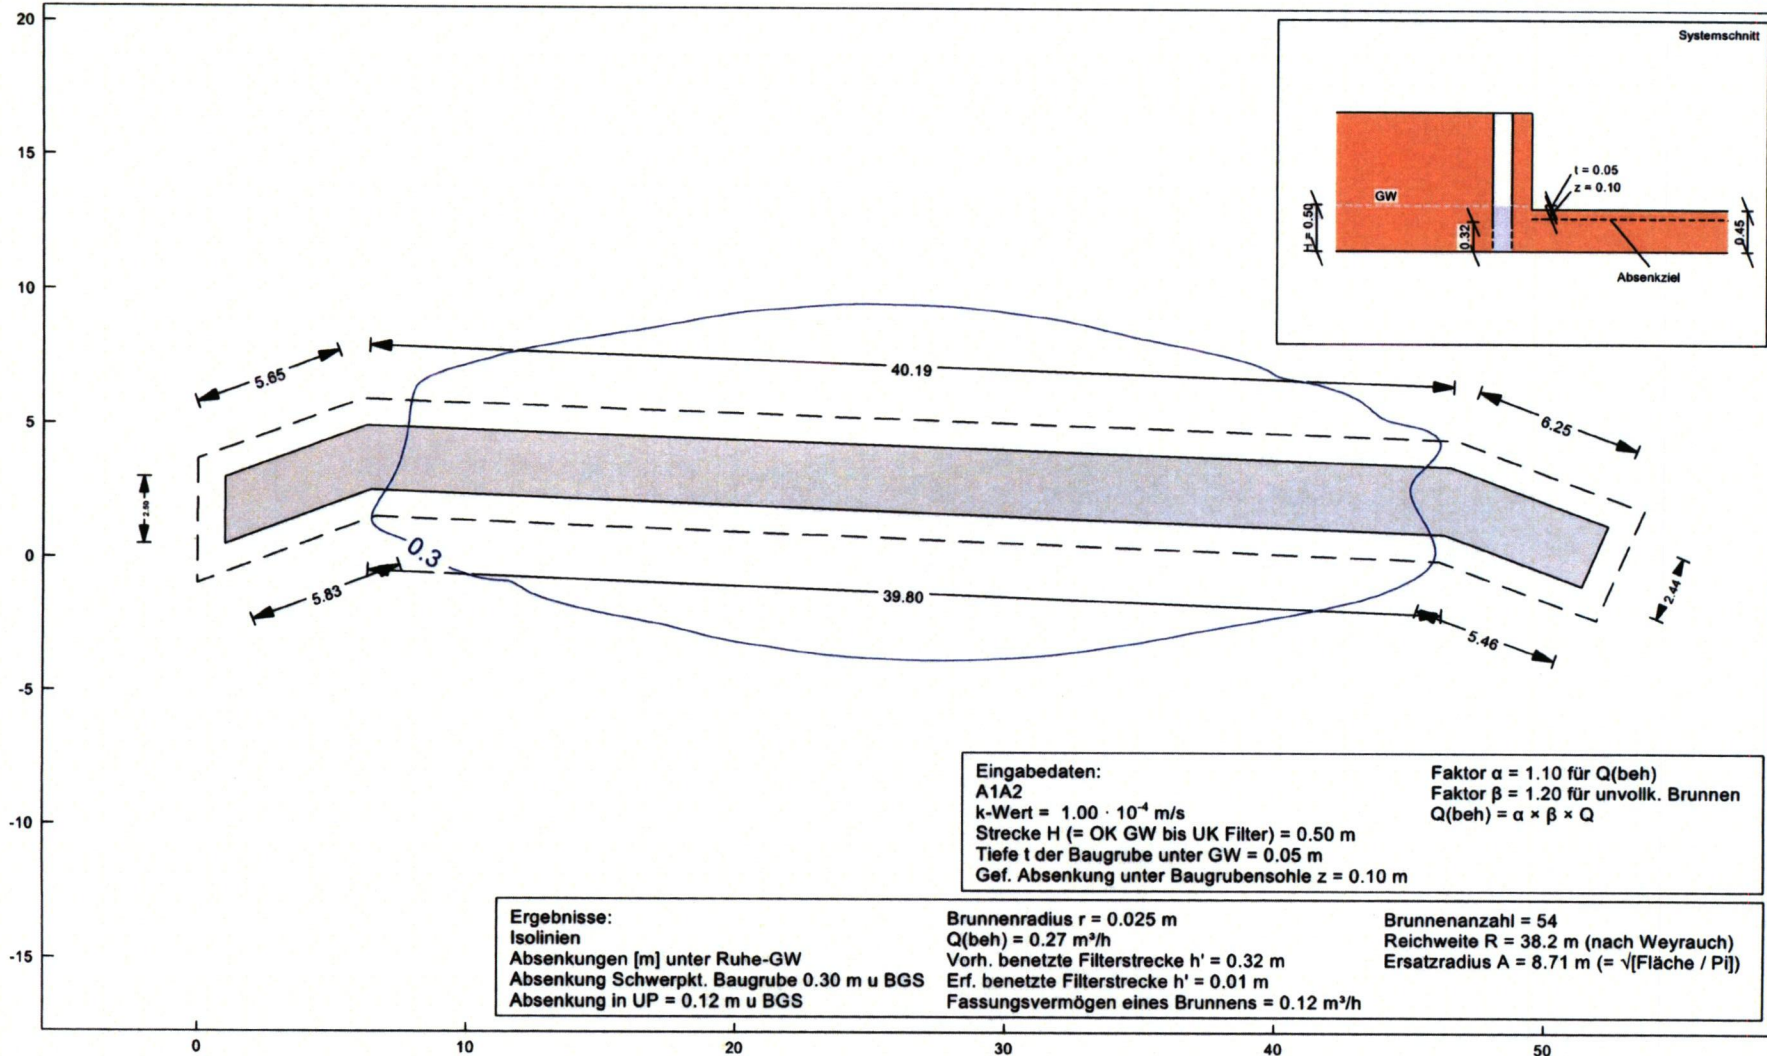 20
15
10
5
0
-5
-10
-15
0
10
20
30
40
50
Systemschnitt
GW
t = 0.05
z = 0.10
H = 0.50
0.32
0.45
Absenkziel
5.65
40.19
6.25
2.50
0.3
5.83
39.80
5.46
2.44
Eingabedaten:
A1A2
k-Wert = 1.00 · 10⁻⁴ m/s
Strecke H (= OK GW bis UK Filter) = 0.50 m
Tiefe t der Baugrube unter GW = 0.05 m
Gef. Absenkung unter Baugrubensohle z = 0.10 m
Faktor α = 1.10 für Q(beh)
Faktor β = 1.20 für unvollk. Brunnen
Q(beh) = α × β × Q
Ergebnisse:
Isolinien
Absenkungen [m] unter Ruhe-GW
Absenkung Schwerpkt. Baugrube 0.30 m u BGS
Absenkung in UP = 0.12 m u BGS
Brunnenradius r = 0.025 m
Q(beh) = 0.27 m³/h
Vorh. benetzte Filterstrecke h' = 0.32 m
Erf. benetzte Filterstrecke h' = 0.01 m
Fassungsvermögen eines Brunnens = 0.12 m³/h
Brunnenanzahl = 54
Reichweite R = 38.2 m (nach Weyrauch)
Ersatzradius A = 8.71 m (= √[Fläche / Pi])